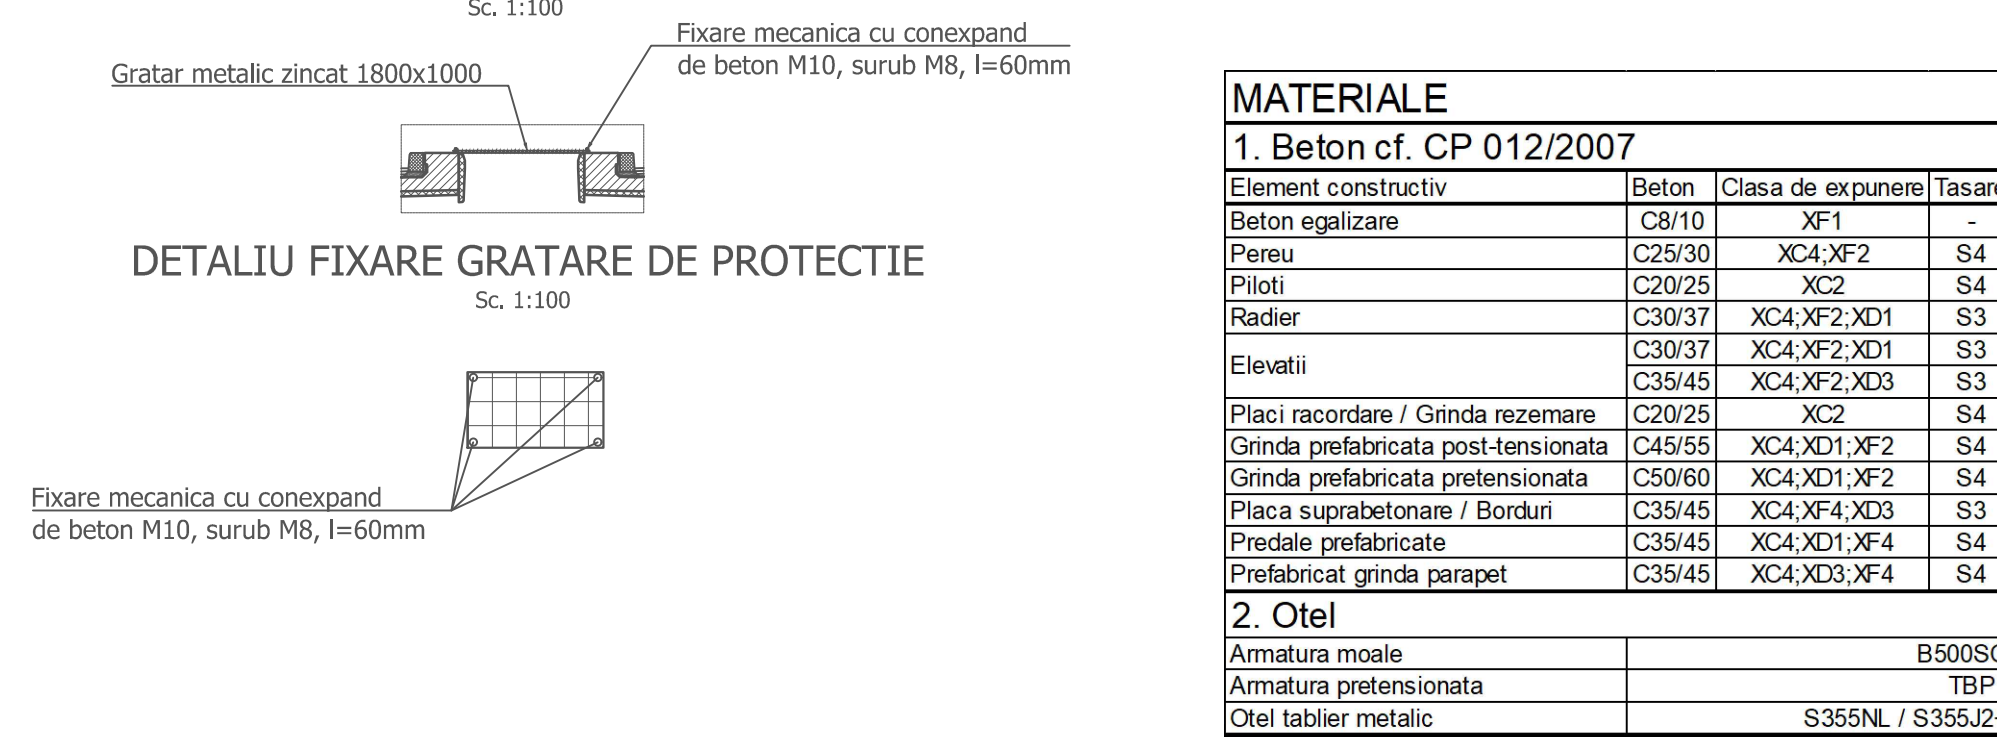 Sc. 1:100
Fixare mecanica cu conexpand
de beton M10, surub M8, l=60mm
Gratar metalic zincat 1800x1000
DETALIU FIXARE GRATARE DE PROTECTIE
Sc. 1:100
Fixare mecanica cu conexpand
de beton M10, surub M8, l=60mm
MATERIALE
1. Beton cf. CP 012/2007
Element constructiv Beton Clasa de expunere Tasare
Beton egalizare C8/10 XF1 -
Pereu C25/30 XC4;XF2 S4
Piloti C20/25 XC2 S4
Radier C30/37 XC4;XF2;XD1 S3
Elevatii C30/37 XC4;XF2;XD1 S3
C35/45 XC4;XF2;XD3 S3
Placi racordare / Grinda rezemare C20/25 XC2 S4
Grinda prefabricata post-tensionata C45/55 XC4;XD1;XF2 S4
Grinda prefabricata pretensionata C50/60 XC4;XD1;XF2 S4
Placa suprabetonare / Borduri C35/45 XC4;XF4;XD3 S3
Predale prefabricate C35/45 XC4;XD1;XF4 S4
Prefabricat grinda parapet C35/45 XC4;XD3;XF4 S4
2. Otel
Armatura moale B500S
Armatura pretensionata TBP
Otel tablier metalic S355NL / S355J2